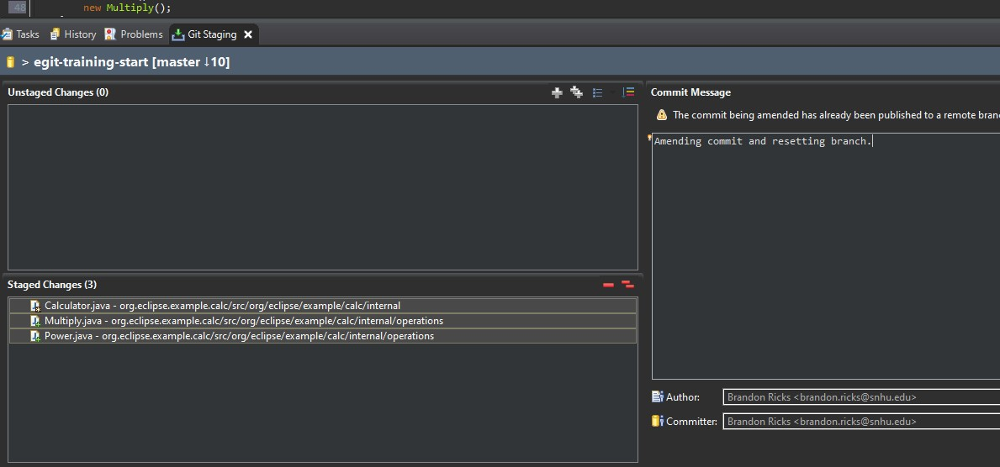 48 new Multiply();
Tasks History Problems Git Staging
> egit-training-start [master ↓10]
Unstaged Changes (0)
Staged Changes (3)
Calculator.java - org.eclipse.example.calc/src/org/eclipse/example/calc/internal
Multiply.java - org.eclipse.example.calc/src/org/eclipse/example/calc/internal/operations
Power.java - org.eclipse.example.calc/src/org/eclipse/example/calc/internal/operations
Commit Message
The commit being amended has already been published to a remote bran
Amending commit and resetting branch.
Author: Brandon Ricks <brandon.ricks@snhu.edu>
Committer: Brandon Ricks <brandon.ricks@snhu.edu>